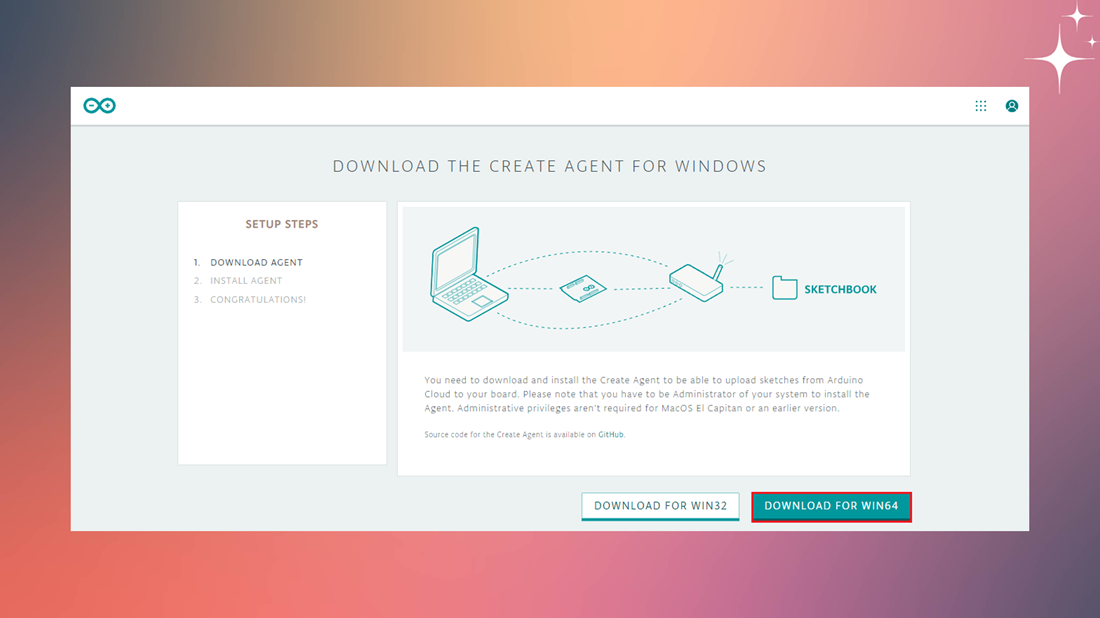 DOWNLOAD THE CREATE AGENT FOR WINDOWS
SETUP STEPS
1. DOWNLOAD AGENT
2. INSTALL AGENT
3. CONGRATULATIONS!
SKETCHBOOK
You need to download and install the Create Agent to be able to upload sketches from Arduino
Cloud to your board. Please note that you have to be Administrator of your system to install the
Agent. Administrative privileges aren't required for MacOS El Capitan or an earlier version.
Source code for the Create Agent is available on GitHub.
DOWNLOAD FOR WIN32
DOWNLOAD FOR WIN64